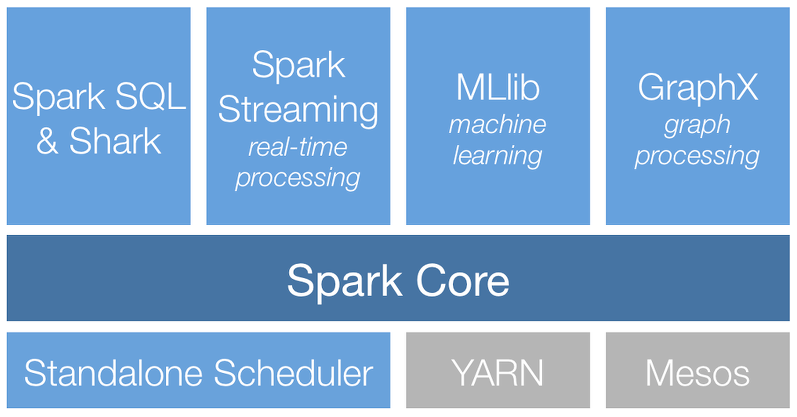 Spark SQL
& Shark
Spark
Streaming
real-time
processing
MLlib
machine
learning
GraphX
graph
processing
Spark Core
Standalone Scheduler
YARN
Mesos